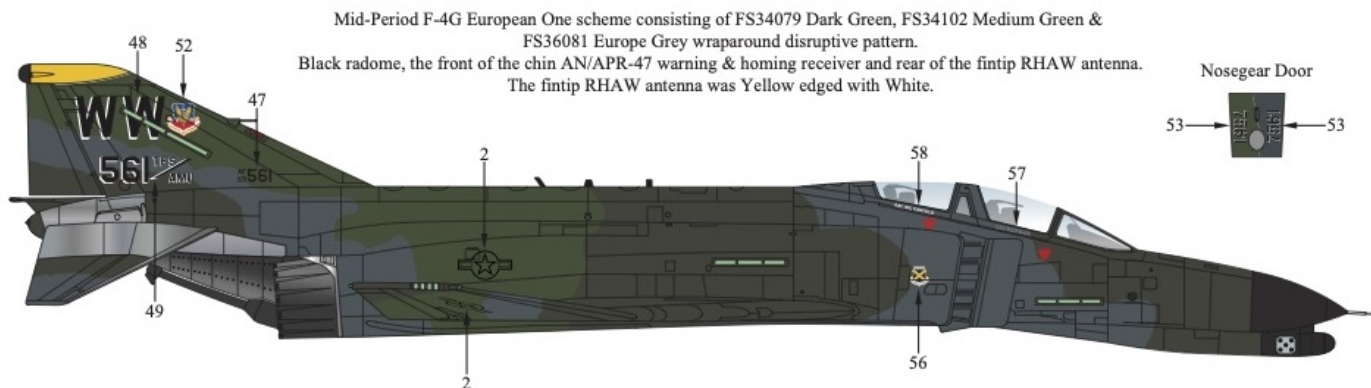 Mid-Period F-4G European One scheme consisting of FS34079 Dark Green, FS34102 Medium Green &
FS36081 Europe Grey wraparound disruptive pattern.
Black radome, the front of the chin AN/APR-47 warning & homing receiver and rear of the fintip RHAW antenna.
The fintip RHAW antenna was Yellow edged with White.
Nosegear Door
48
52
47
53
53
WW
561 TFS
AMU
561
2
58
57
49
2
56